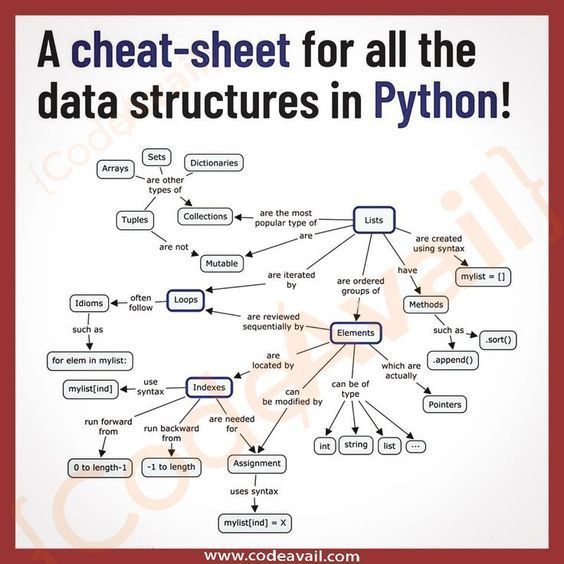 A cheat-sheet for all the
data structures in Python!
{CodeAvail}
Sets
Arrays
Dictionaries
are other
types of
Tuples
Collections
are the most
popular type of
Lists
are not
are
Mutable
are created
using syntax
mylist = []
are iterated
by
are ordered
groups of
have
Idioms
often
follow
Loops
Methods
such as
are reviewed
sequentially by
Elements
such as
.sort()
.append()
for elem in mylist:
are
located by
which are
actually
mylist[ind]
use
syntax
Indexes
can
be modified by
can be of
type
Pointers
run forward
from
run backward
from
are needed
for
int
string
list
...
0 to length-1
-1 to length
Assignment
uses syntax
mylist[ind] = X
{CodeAvail}
www.codeavail.com